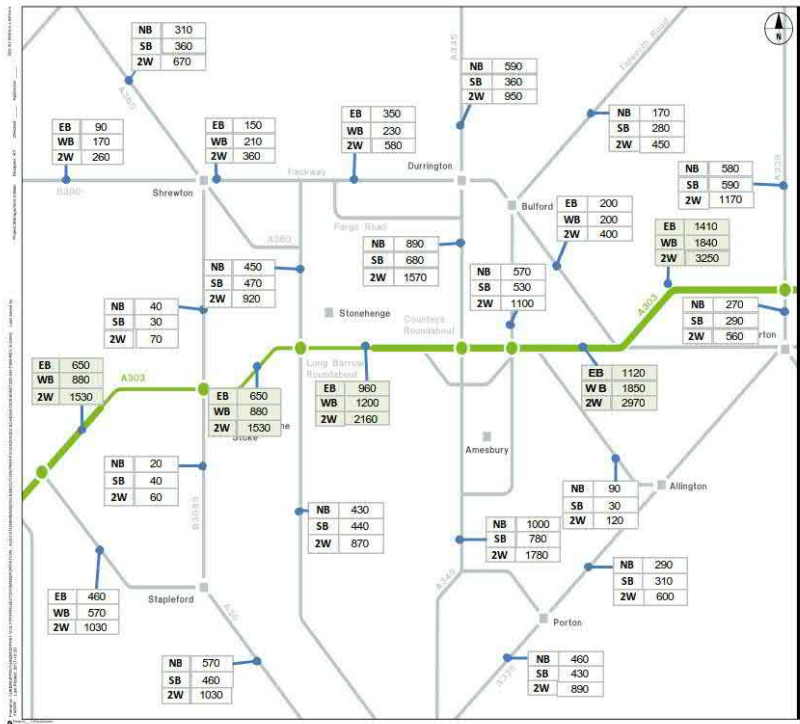 N
NB 310
SB 360
2W 670
A360
A345
NB 590
SB 360
2W 950
Tidworth Road
EB 90
WB 170
2W 260
EB 150
WB 210
2W 360
EB 350
WB 230
2W 580
NB 170
SB 280
2W 450
Durrington
Packway
Shrewton
NB 580
SB 590
2W 1170
Bulford
EB 200
WB 200
2W 400
Fargo Road
EB 1410
WB 1840
2W 3250
A360
NB 890
SB 680
2W 1570
NB 450
SB 470
2W 920
NB 570
SB 530
2W 1100
NB 40
SB 30
2W 70
Stonehenge
A303
NB 270
SB 290
2W 560
Countess
Roundabout
rton
EB 650
WB 880
2W 1530
A303
Long Barrow
Roundabout
EB 650
WB 880
2W 1530
EB 960
WB 1200
2W 2160
EB 1120
WB 1850
2W 2970
Stoke
Amesbury
NB 20
SB 40
2W 60
Allington
NB 90
SB 30
2W 120
B3083
NB 430
SB 440
2W 870
NB 1000
SB 780
2W 1780
NB 290
SB 310
2W 600
A345
EB 460
WB 570
2W 1030
Stapleford
A36
Porton
NB 570
SB 460
2W 1030
NB 460
SB 430
2W 890